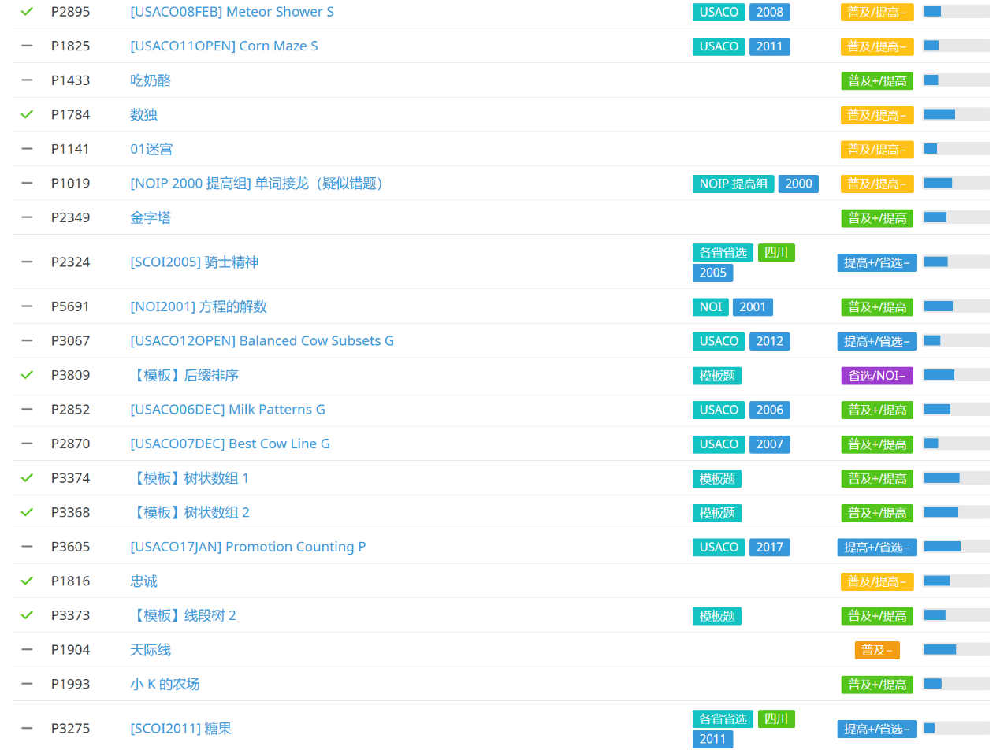 P2895 [USACO08FEB] Meteor Shower S USACO 2008 普及/提高−
P1825 [USACO11OPEN] Corn Maze S USACO 2011 普及/提高−
P1433 吃奶酪 普及+/提高
P1784 数独 普及/提高−
P1141 01迷宫 普及/提高−
P1019 [NOIP 2000 提高组] 单词接龙（疑似错题） NOIP 提高组 2000 普及/提高−
P2349 金字塔 普及+/提高
P2324 [SCOI2005] 骑士精神 各省省选 四川 提高+/省选−
2005
P5691 [NOI2001] 方程的解数 NOI 2001 普及+/提高
P3067 [USACO12OPEN] Balanced Cow Subsets G USACO 2012 提高+/省选−
P3809 【模板】后缀排序 模板题 省选/NOI−
P2852 [USACO06DEC] Milk Patterns G USACO 2006 普及+/提高
P2870 [USACO07DEC] Best Cow Line G USACO 2007 普及+/提高
P3374 【模板】树状数组 1 模板题 普及+/提高
P3368 【模板】树状数组 2 模板题 普及+/提高
P3605 [USACO17JAN] Promotion Counting P USACO 2017 提高+/省选−
P1816 忠诚 普及/提高−
P3373 【模板】线段树 2 模板题 普及+/提高
P1904 天际线 普及−
P1993 小 K 的农场 普及+/提高
P3275 [SCOI2011] 糖果 各省省选 四川 提高+/省选−
2011